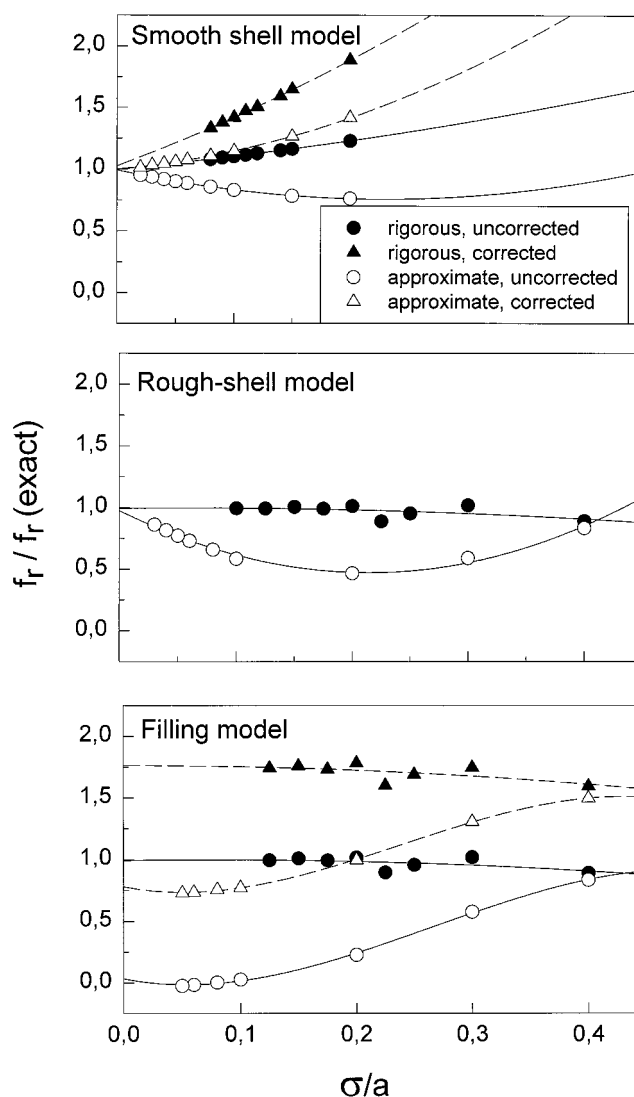 Smooth shell model
2,0
1,5
1,0
0,5
0,0
rigorous, uncorrected
rigorous, corrected
approximate, uncorrected
approximate, corrected
Rough-shell model
2,0
1,5
1,0
0,5
0,0
f_r / f_r (exact)
Filling model
2,0
1,5
1,0
0,5
0,0
0,0 0,1 0,2 0,3 0,4
σ/a